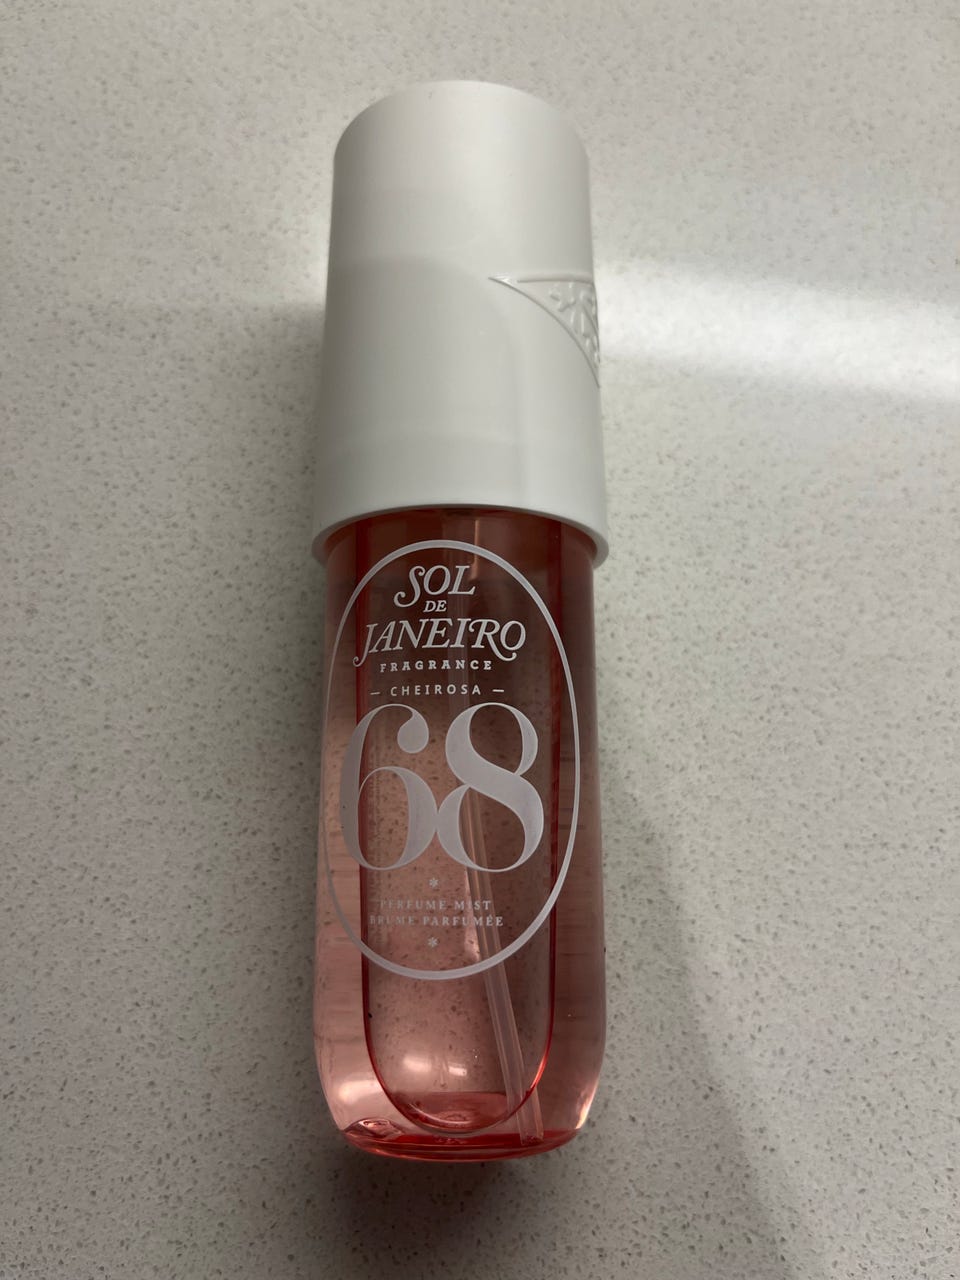 SOL
DE
JANEIRO
FRAGRANCE
— CHEIROSA —
68
PERFUME MIST
BRUME PARFUMÉE